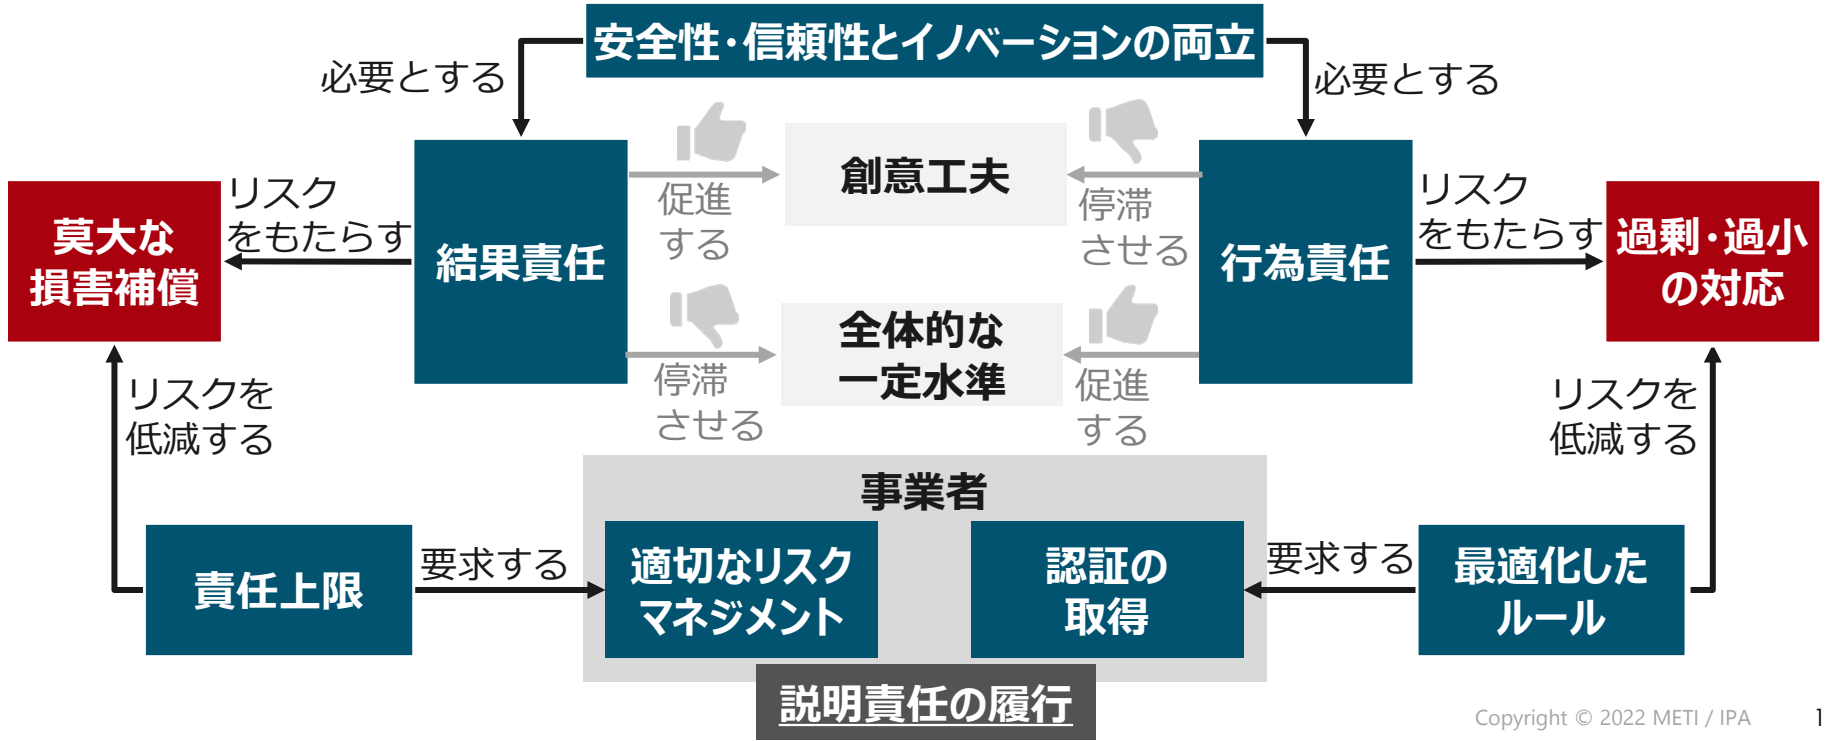 安全性・信頼性とイノベーションの両立
必要とする
必要とする
創意工夫
促進
する
停滞
させる
リスク
をもたらす
リスク
をもたらす
莫大な
損害補償
結果責任
行為責任
過剰・過小
の対応
全体的な
一定水準
停滞
させる
促進
する
リスクを
低減する
リスクを
低減する
事業者
責任上限
要求する
適切なリスク
マネジメント
認証の
取得
要求する
最適化した
ルール
説明責任の履行
Copyright © 2022 METI / IPA
1